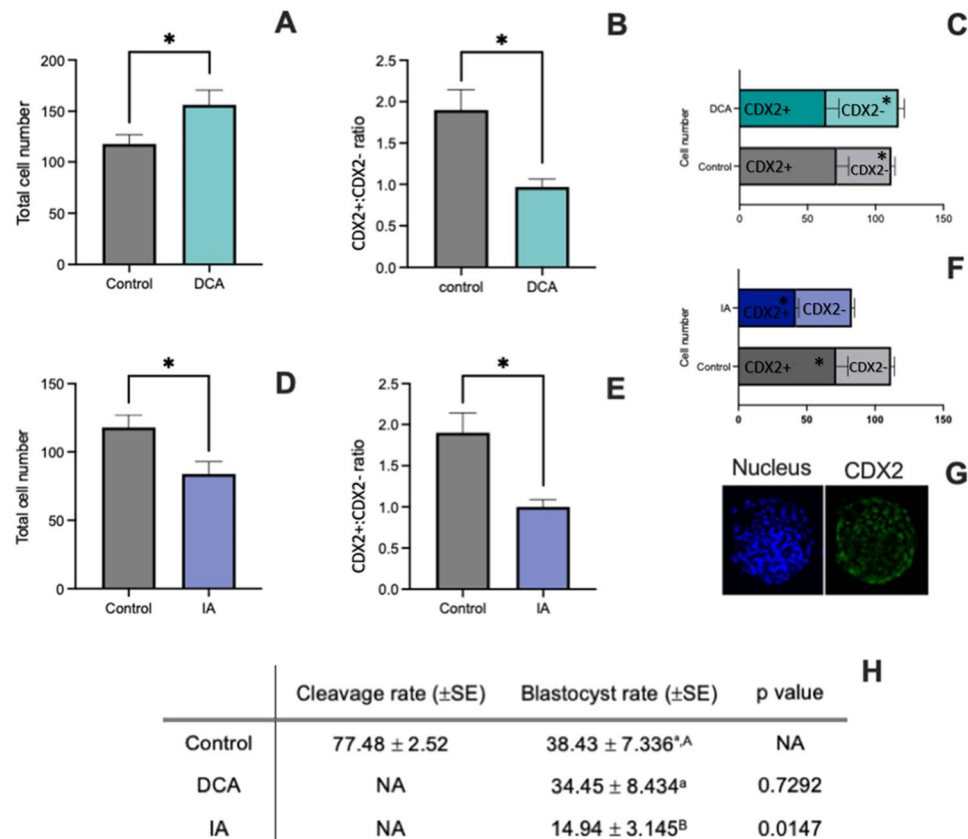 A
*
Total cell number
200
150
100
50
0
Control DCA
B
*
CDX2+:CDX2- ratio
2.5
2.0
1.5
1.0
0.5
0.0
control DCA
C
Cell number
DCA CDX2+ CDX2- *
Control CDX2+ CDX2- *
0 50 100 150
D
*
Total cell number
150
100
50
0
Control IA
E
*
CDX2+:CDX2- ratio
2.5
2.0
1.5
1.0
0.5
0.0
Control IA
F
Cell number
IA CDX2+ * CDX2-
Control CDX2+ * CDX2-
0 50 100 150
G
Nucleus CDX2
H
Cleavage rate (±SE) Blastocyst rate (±SE) p value
Control 77.48 ± 2.52 38.43 ± 7.336ᵃ,ᴬ NA
DCA NA 34.45 ± 8.434ᵃ 0.7292
IA NA 14.94 ± 3.145ᴮ 0.0147